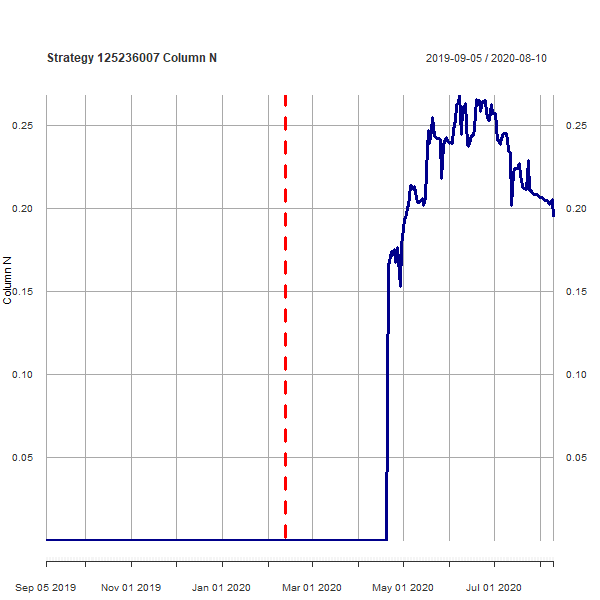 Strategy 125236007 Column N
2019-09-05 / 2020-08-10
0.25
0.25
0.20
0.20
Column N
0.15
0.15
0.10
0.10
0.05
0.05
Sep 05 2019
Nov 01 2019
Jan 01 2020
Mar 01 2020
May 01 2020
Jul 01 2020